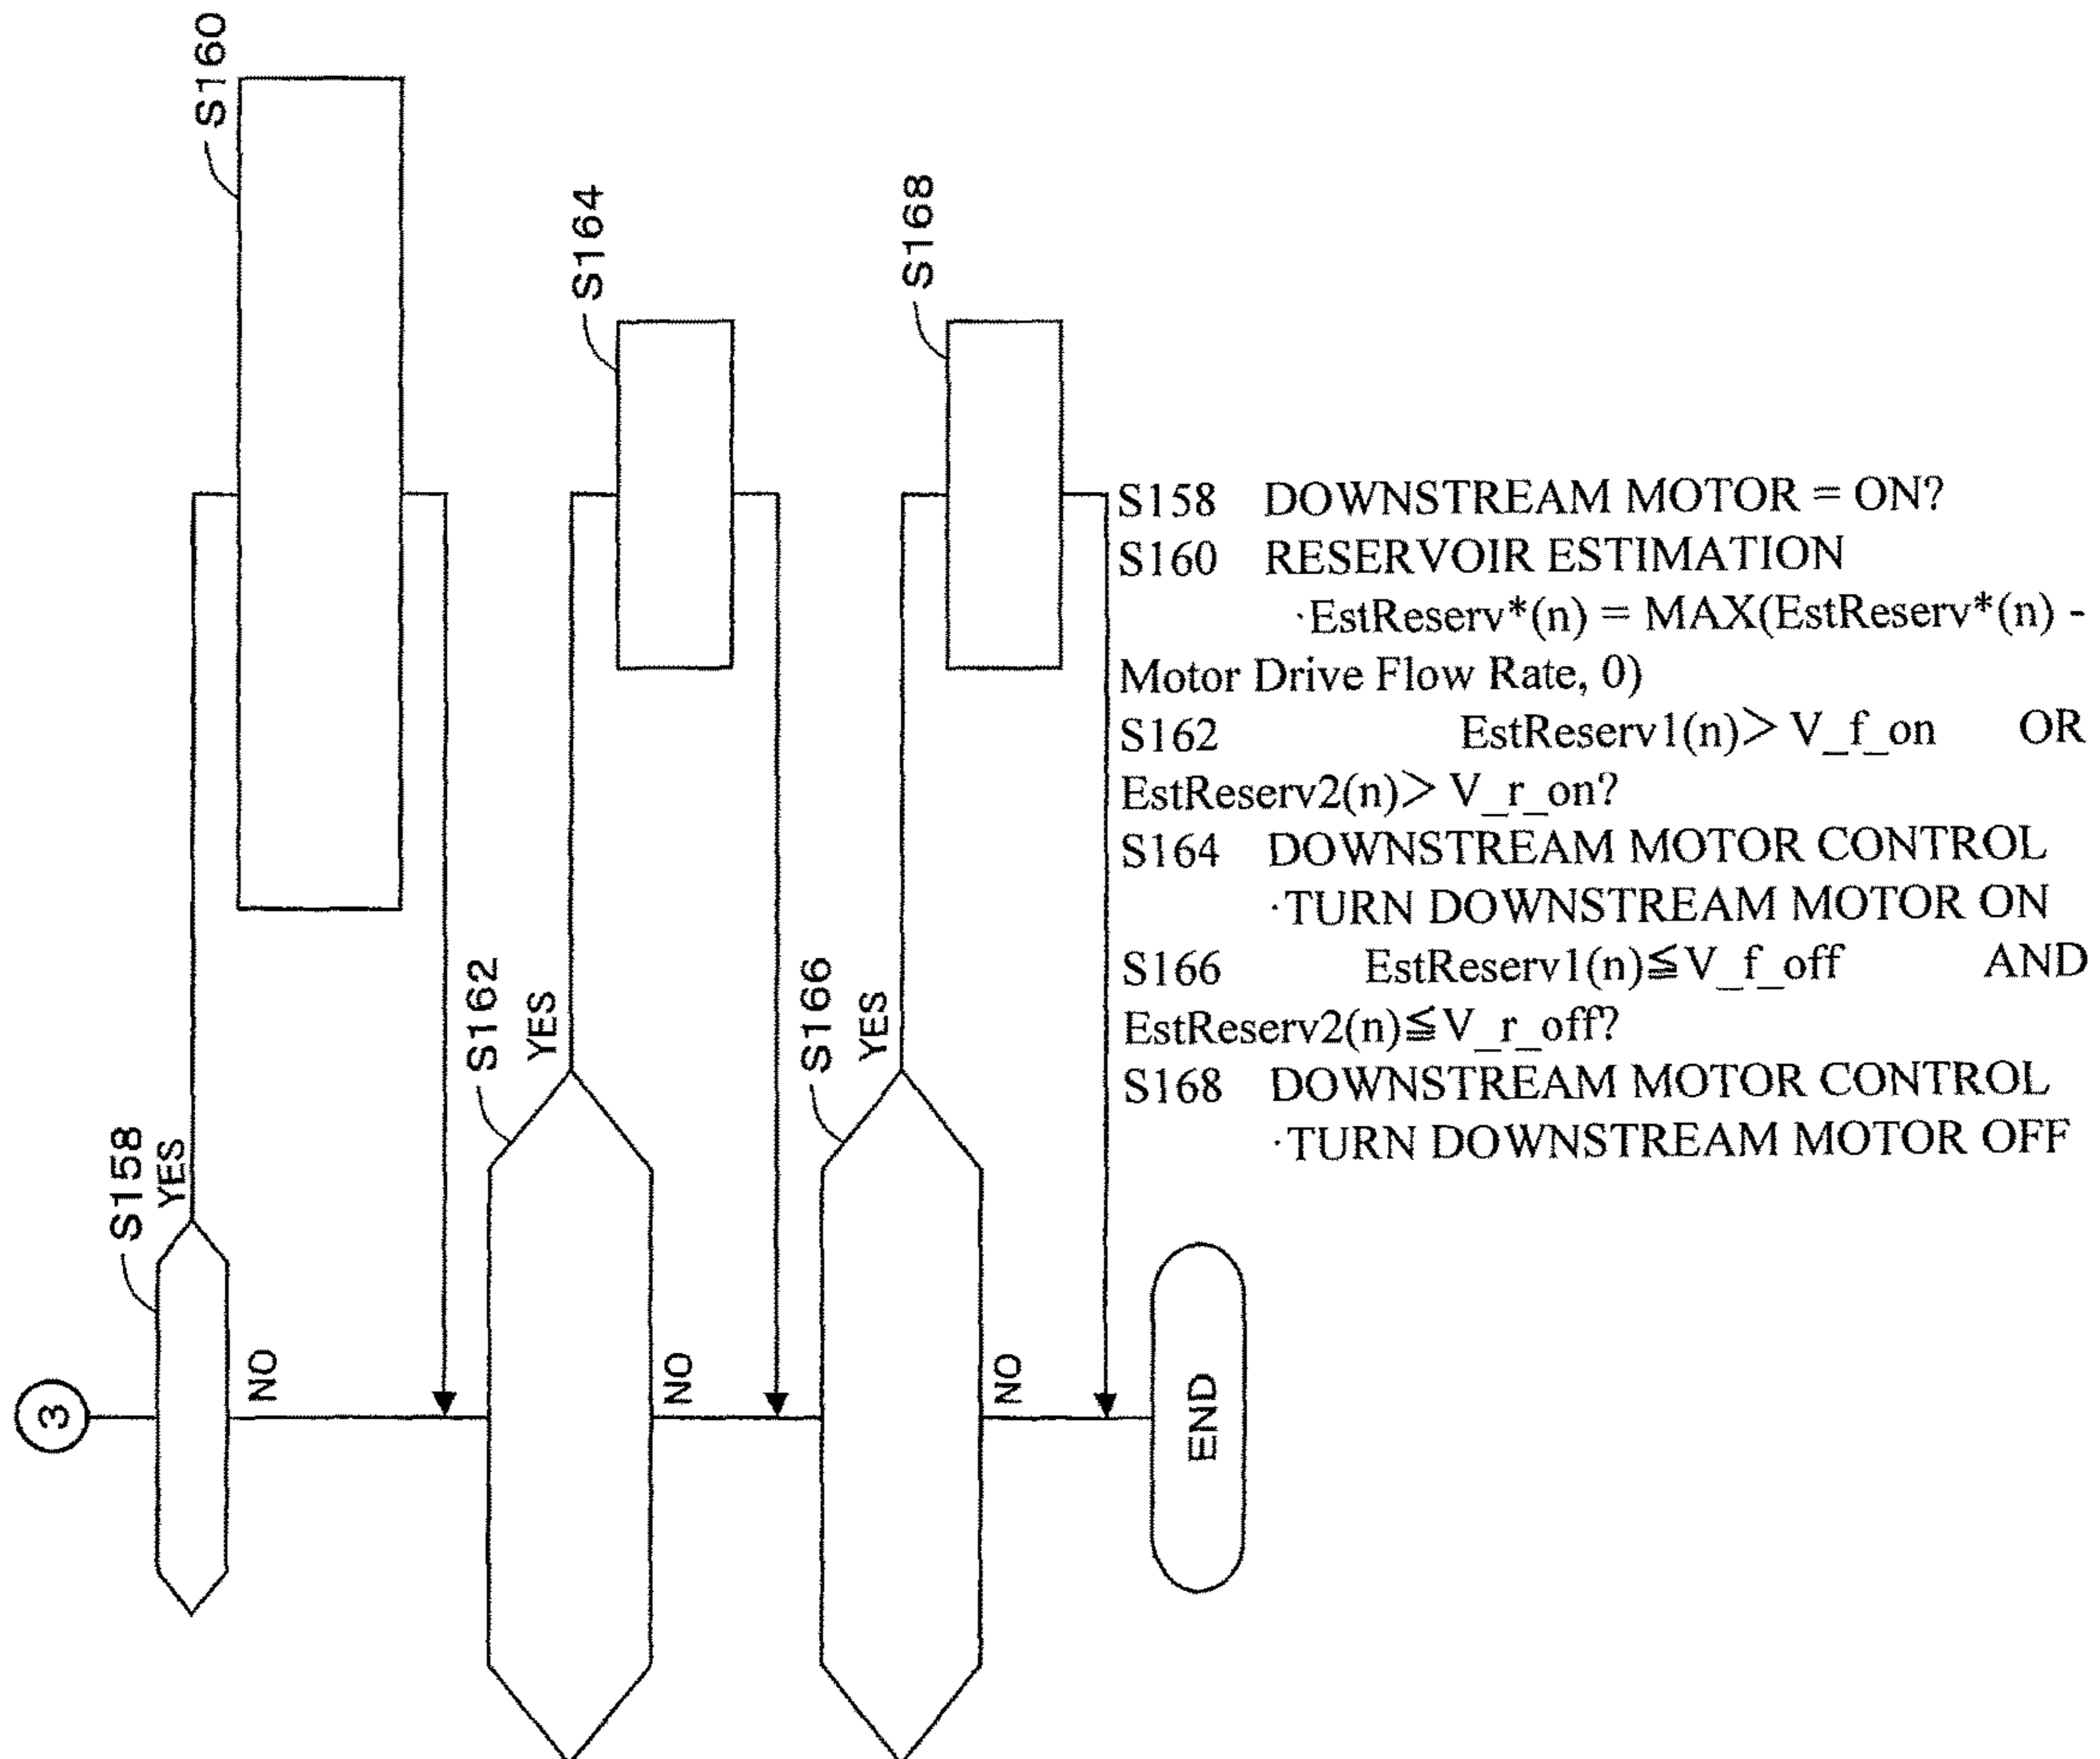 3
S158
YES
NO
S160
S162
YES
NO
S164
S166
YES
NO
S168
END
S158 DOWNSTREAM MOTOR = ON?
S160 RESERVOIR ESTIMATION
·EstReserv*(n) = MAX(EstReserv*(n) -
Motor Drive Flow Rate, 0)
S162 EstReserv1(n)> V_f_on OR
EstReserv2(n)> V_r_on?
S164 DOWNSTREAM MOTOR CONTROL
·TURN DOWNSTREAM MOTOR ON
S166 EstReserv1(n)≦V_f_off AND
EstReserv2(n)≦V_r_off?
S168 DOWNSTREAM MOTOR CONTROL
·TURN DOWNSTREAM MOTOR OFF